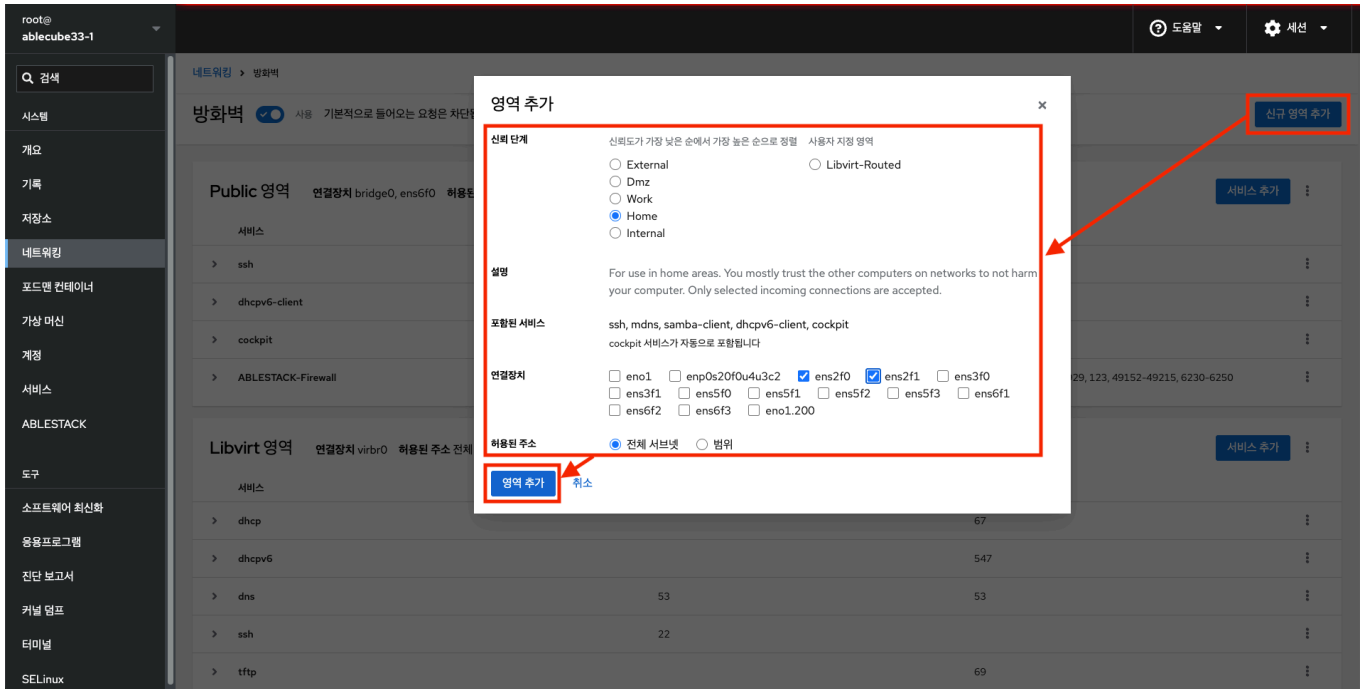 root@
ablecube33-1
도움말
세션
검색
시스템
개요
기록
저장소
네트워킹
포드맨 컨테이너
가상 머신
계정
서비스
ABLESTACK
도구
소프트웨어 최신화
응용프로그램
진단 보고서
커널 덤프
터미널
SELinux
네트워킹 > 방화벽
방화벽 사용 기본적으로 들어오는 요청은 차단
신규 영역 추가
Public 영역 연결장치 bridge0, ens6f0 허용된
서비스 추가
서비스
ssh
dhcpv6-client
cockpit
ABLESTACK-Firewall
29, 123, 49152-49215, 6230-6250
Libvirt 영역 연결장치 virbr0 허용된 주소 전체
서비스 추가
서비스
dhcp 67
dhcpv6 547
dns 53 53
ssh 22
tftp 69
영역 추가
신뢰 단계
신뢰도가 가장 낮은 순에서 가장 높은 순으로 정렬 사용자 지정 영역
External Libvirt-Routed
Dmz
Work
Home
Internal
설명
For use in home areas. You mostly trust the other computers on networks to not harm
your computer. Only selected incoming connections are accepted.
포함된 서비스
ssh, mdns, samba-client, dhcpv6-client, cockpit
cockpit 서비스가 자동으로 포함됩니다
연결장치
eno1 enp0s20f0u4u3c2 ens2f0 ens2f1 ens3f0
ens3f1 ens5f0 ens5f1 ens5f2 ens5f3 ens6f1
ens6f2 ens6f3 eno1.200
허용된 주소
전체 서브넷 범위
영역 추가 취소